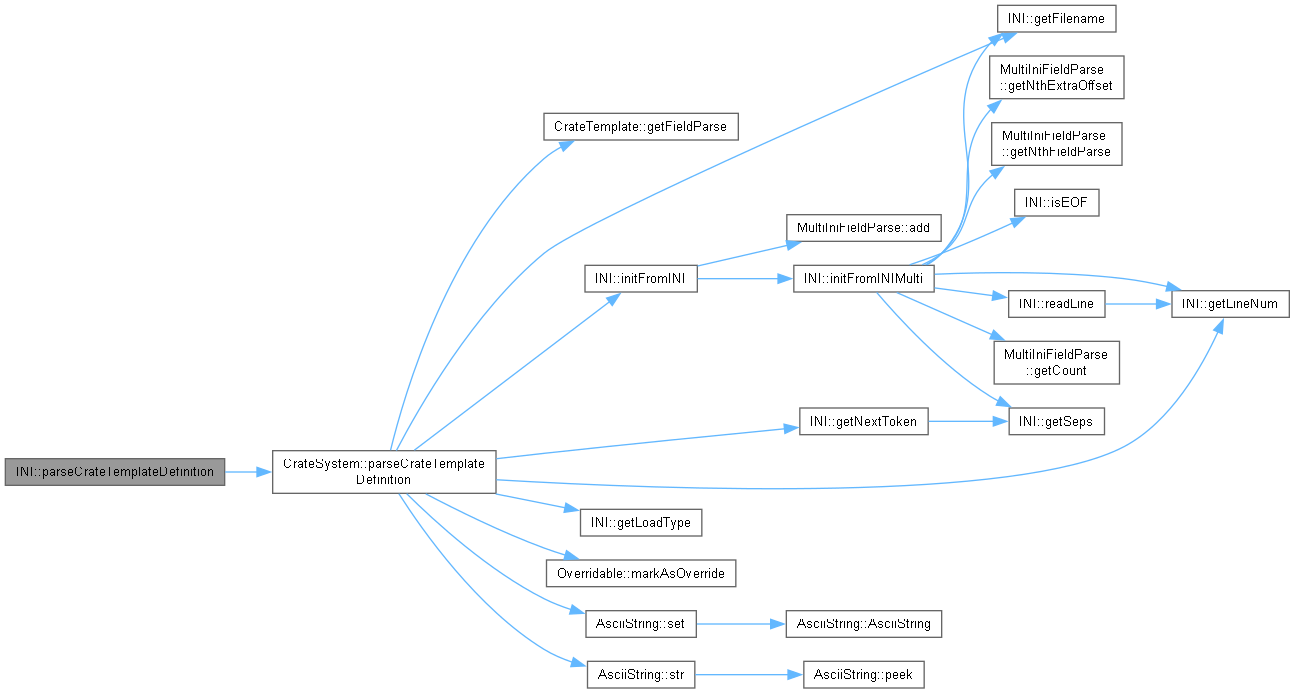 INI::getFilename
MultiIniFieldParse
::getNthExtraOffset
CrateTemplate::getFieldParse
MultiIniFieldParse
::getNthFieldParse
INI::isEOF
MultiIniFieldParse::add
INI::initFromINI
INI::initFromINIMulti
INI::readLine
INI::getLineNum
MultiIniFieldParse
::getCount
INI::getNextToken
INI::getSeps
INI::parseCrateTemplateDefinition
CrateSystem::parseCrateTemplate
Definition
INI::getLoadType
Overridable::markAsOverride
AsciiString::set
AsciiString::AsciiString
AsciiString::str
AsciiString::peek